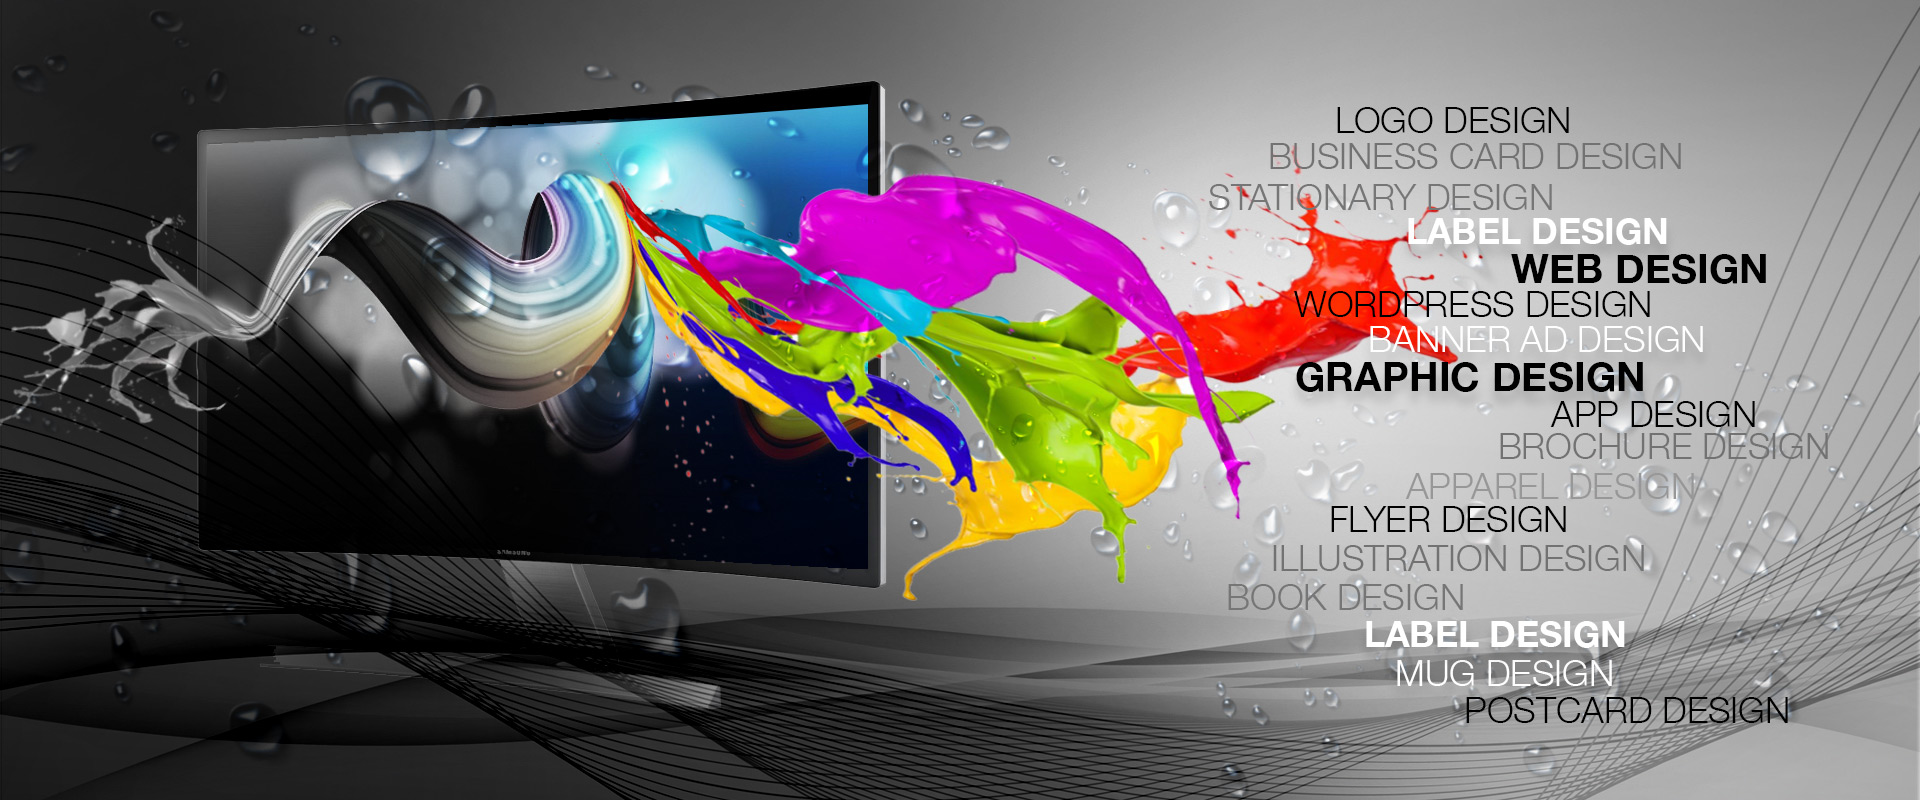 LOGO DESIGN
BUSINESS CARD DESIGN
STATIONARY DESIGN
LABEL DESIGN
WEB DESIGN
WORDPRESS DESIGN
BANNER AD DESIGN
GRAPHIC DESIGN
APP DESIGN
BROCHURE DESIGN
APPAREL DESIGN
FLYER DESIGN
ILLUSTRATION DESIGN
BOOK DESIGN
LABEL DESIGN
MUG DESIGN
POSTCARD DESIGN
SAMSUNG